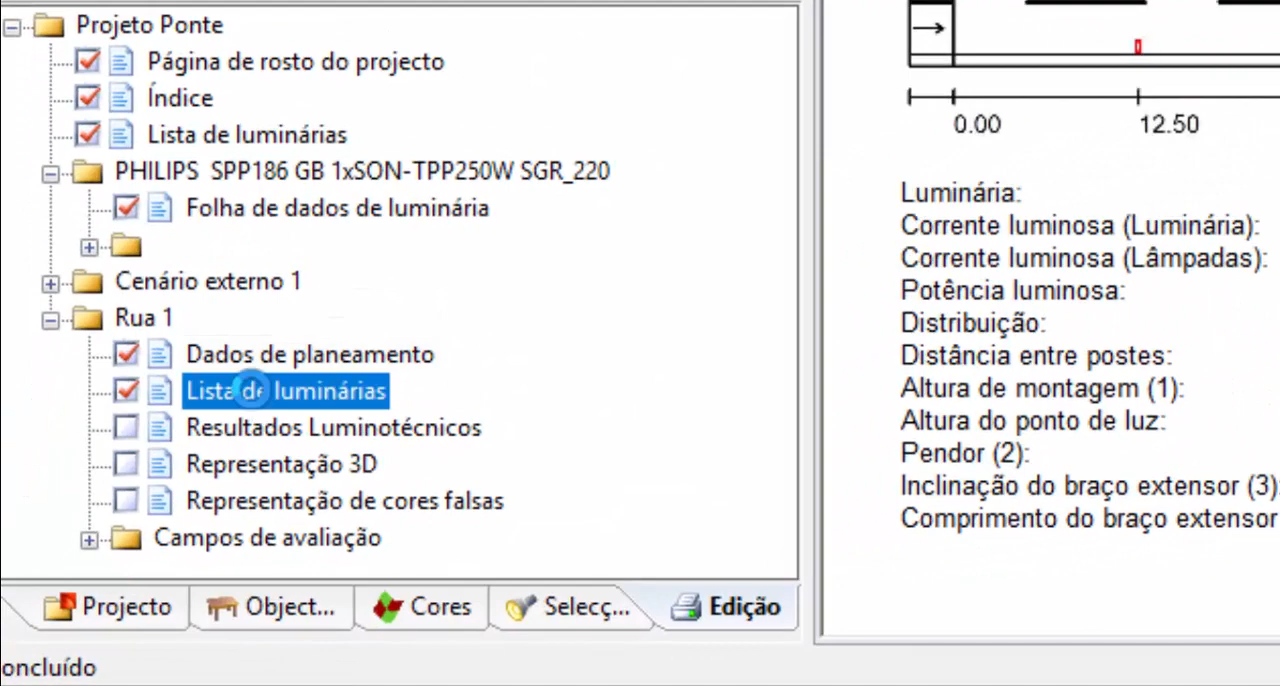 Projeto Ponte
Página de rosto do projecto
Índice
Lista de luminárias
PHILIPS SPP186 GB 1xSON-TPP250W SGR_220
Folha de dados de luminária
Cenário externo 1
Rua 1
Dados de planeamento
Lista de luminárias
Resultados Luminotécnicos
Representação 3D
Representação de cores falsas
Campos de avaliação
Projecto
Object...
Cores
Selecç...
Edição
oncluído
0.00
12.50
Luminária:
Corrente luminosa (Luminária):
Corrente luminosa (Lâmpadas):
Potência luminosa:
Distribuição:
Distância entre postes:
Altura de montagem (1):
Altura do ponto de luz:
Pendor (2):
Inclinação do braço extensor (3):
Comprimento do braço extensor